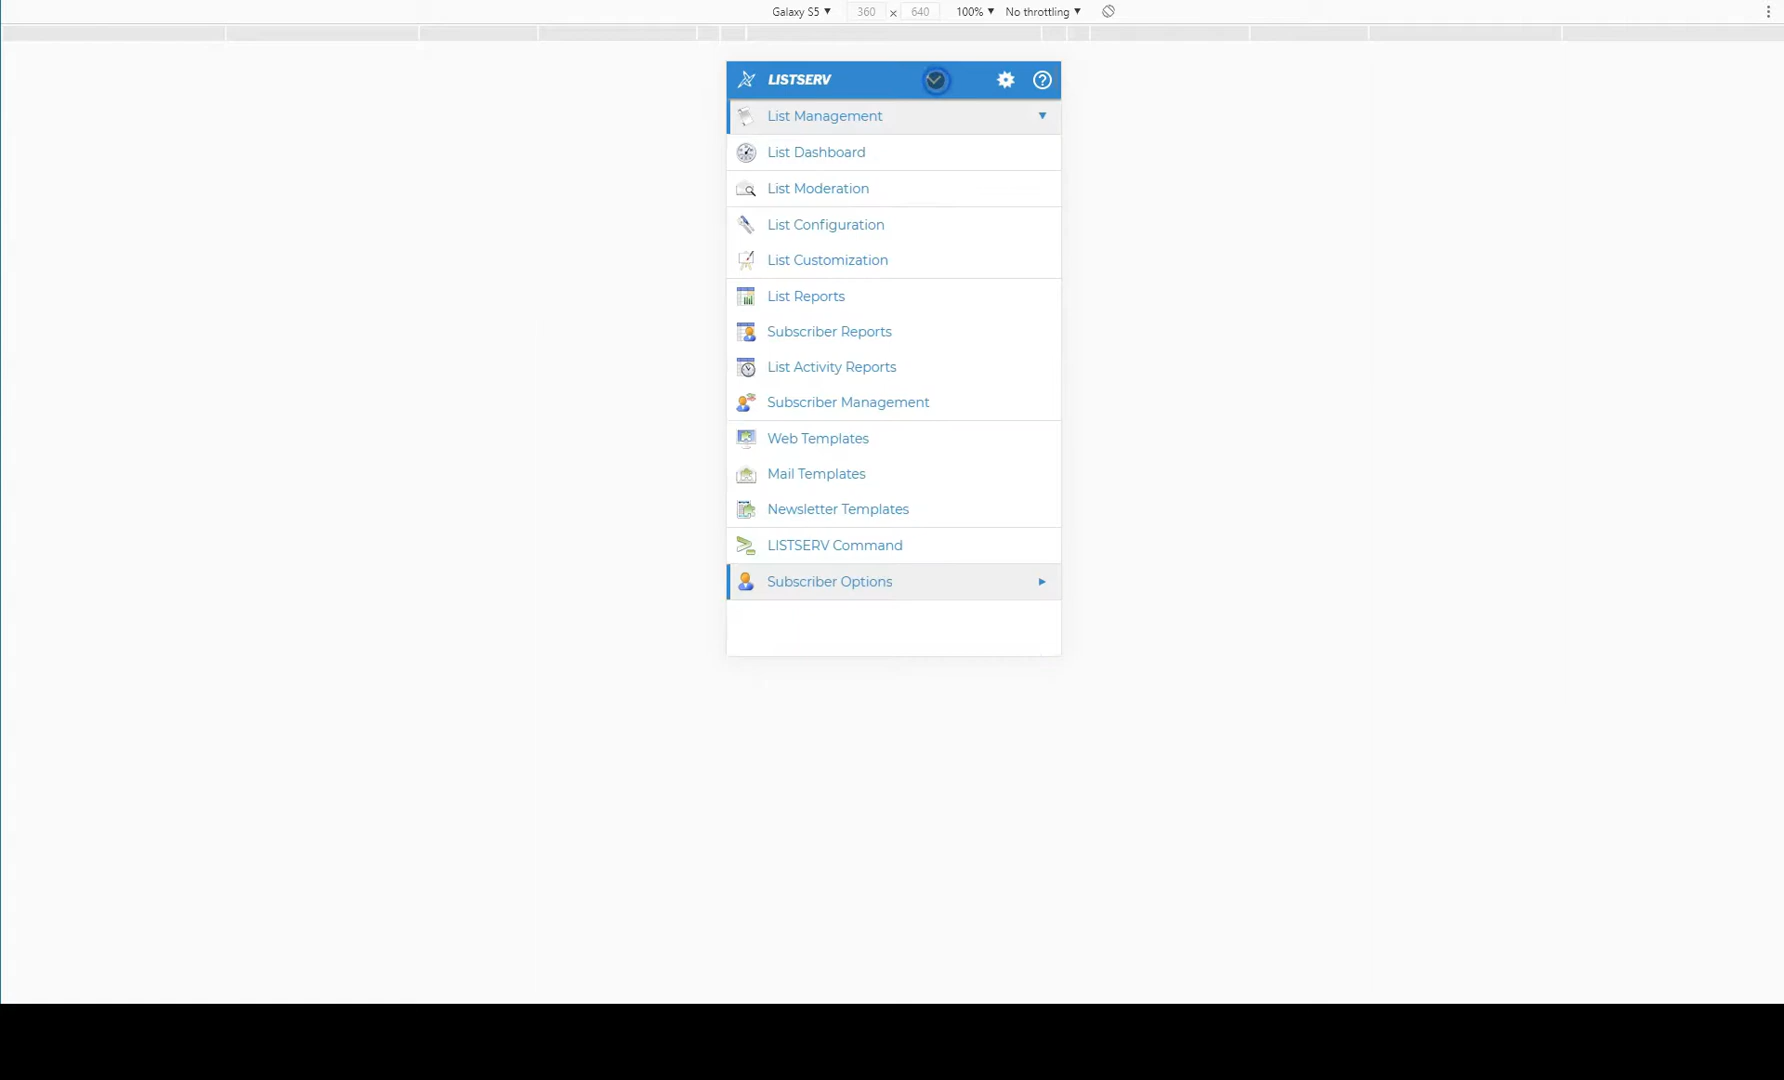 Galaxy S5 ▼ 360 x 640 100% ▼ No throttling ▼
LISTSERV
List Management
List Dashboard
List Moderation
List Configuration
List Customization
List Reports
Subscriber Reports
List Activity Reports
Subscriber Management
Web Templates
Mail Templates
Newsletter Templates
LISTSERV Command
Subscriber Options